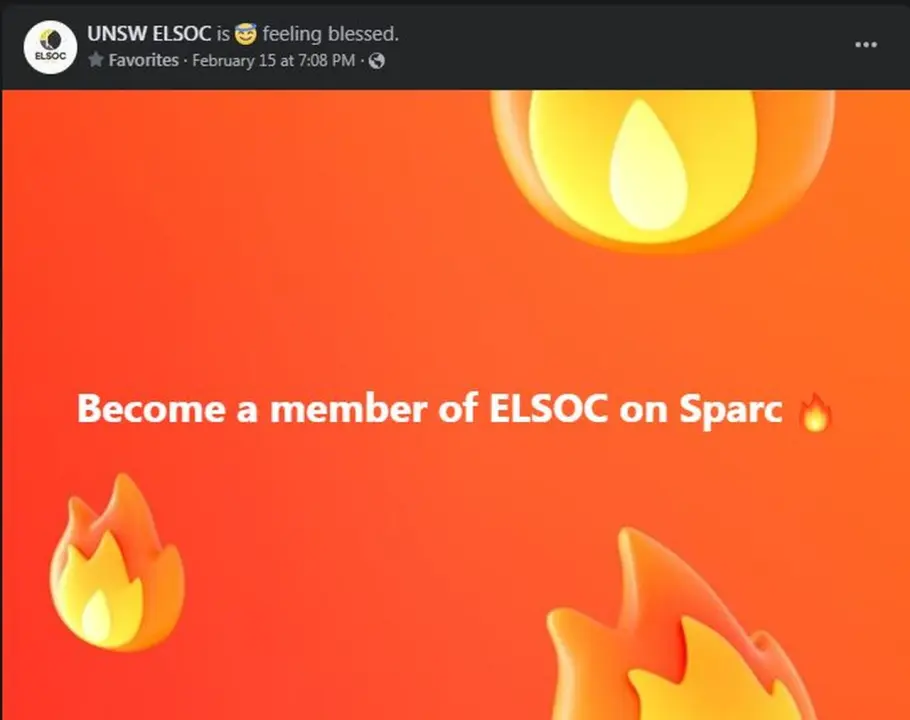 ELSOC
UNSW ELSOC is 😇 feeling blessed.
Favorites · February 15 at 7:08 PM ·
Become a member of ELSOC on Sparc 🔥